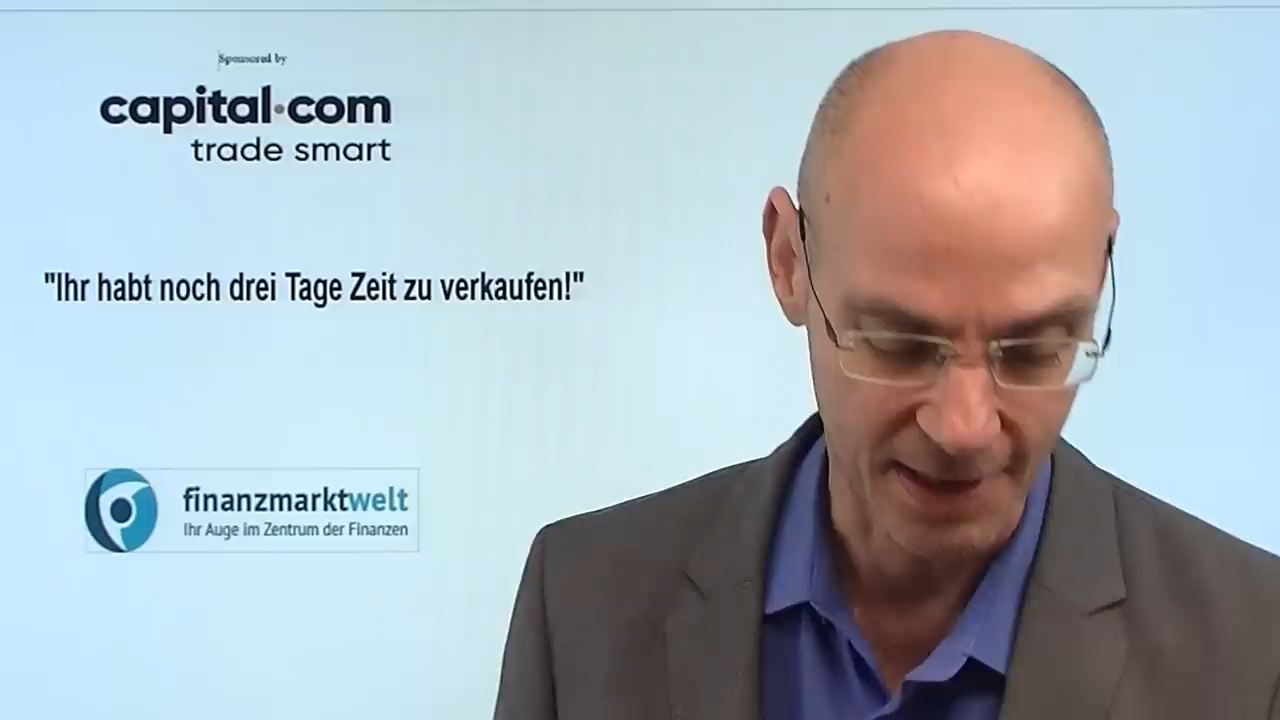 Sponsored by
capital.com
trade smart
"Ihr habt noch drei Tage Zeit zu verkaufen!"
finanzmarktwelt
Ihr Auge im Zentrum der Finanzen